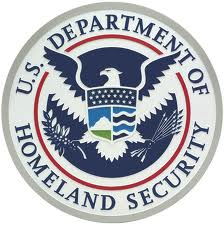 U.S. DEPARTMENT OF
HOMELAND SECURITY